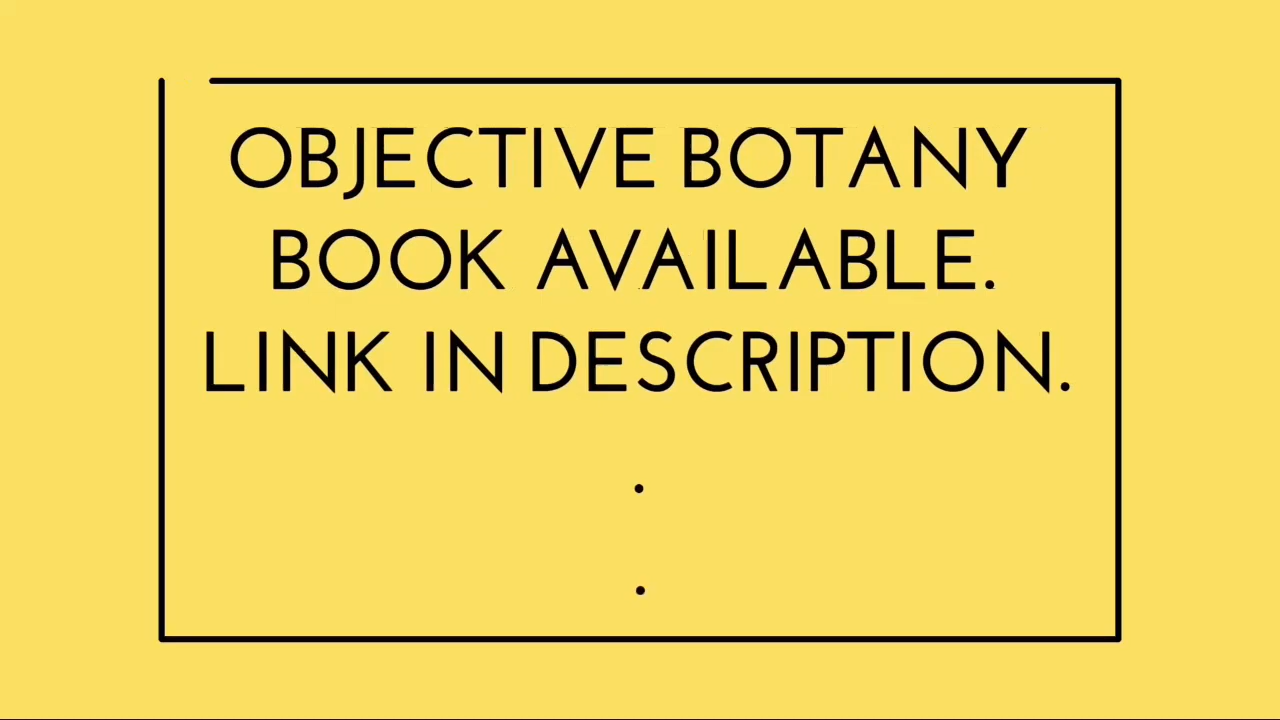 OBJECTIVE BOTANY
BOOK AVAILABLE.
LINK IN DESCRIPTION.
.
.